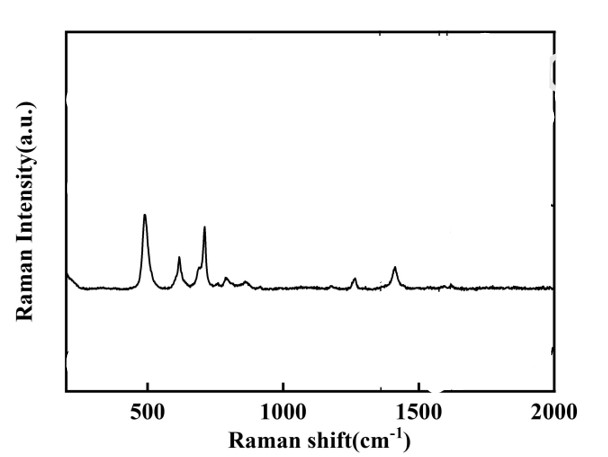 Raman Intensity(a.u.)
500 1000 1500 2000
Raman shift(cm⁻¹)